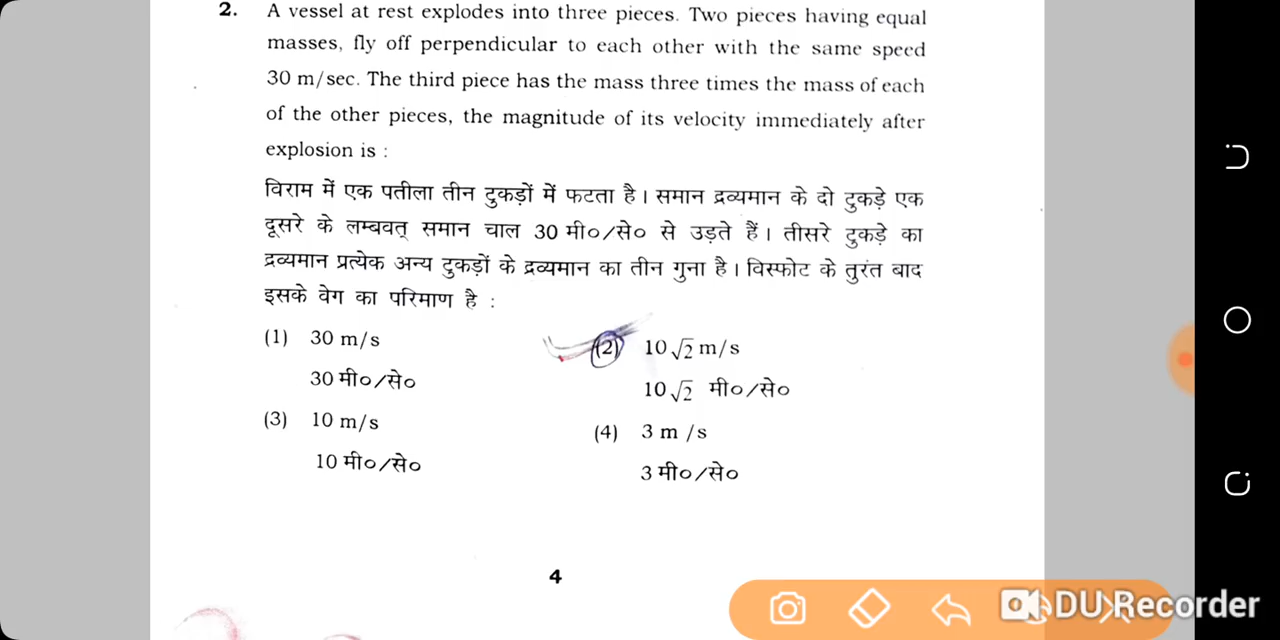 2. A vessel at rest explodes into three pieces. Two pieces having equal
masses, fly off perpendicular to each other with the same speed
30 m/sec. The third piece has the mass three times the mass of each
of the other pieces, the magnitude of its velocity immediately after
explosion is :
विराम में एक पतीला तीन टुकड़ों में फटता है। समान द्रव्यमान के दो टुकड़े एक
दूसरे के लम्बवत् समान चाल 30 मी०/से० से उड़ते हैं। तीसरे टुकड़े का
द्रव्यमान प्रत्येक अन्य टुकड़ों के द्रव्यमान का तीन गुना है। विस्फोट के तुरंत बाद
इसके वेग का परिमाण है :
(1) 30 m/s (2) 10√2 m/s
30 मी०/से० 10√2 मी०/से०
(3) 10 m/s (4) 3 m /s
10 मी०/से० 3 मी०/से०
4
DU Recorder